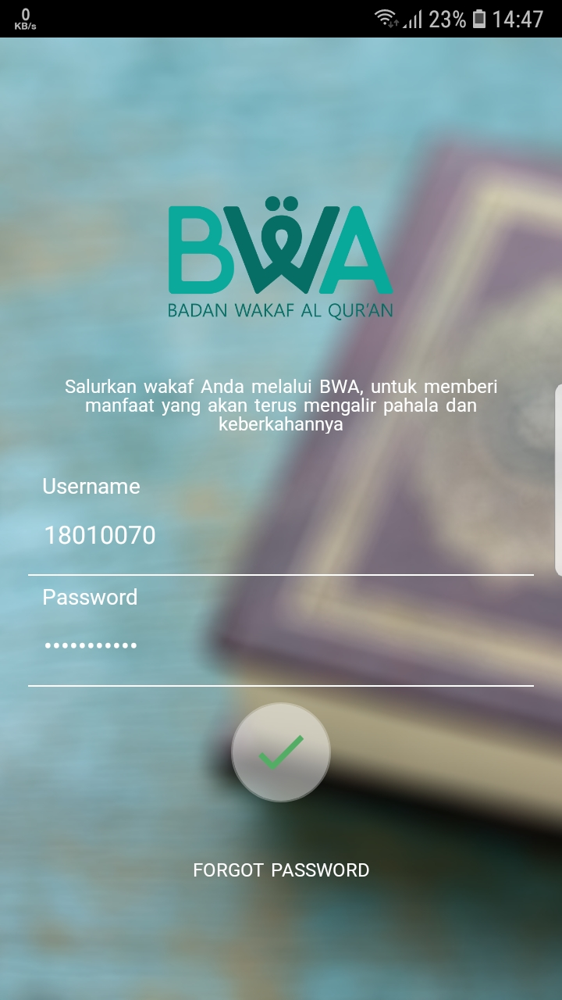 0
KB/s
23% 14:47
BWA
BADAN WAKAF AL QUR'AN
Salurkan wakaf Anda melalui BWA, untuk memberi
manfaat yang akan terus mengalir pahala dan
keberkahannya
Username
18010070
Password
•••••••••••
FORGOT PASSWORD